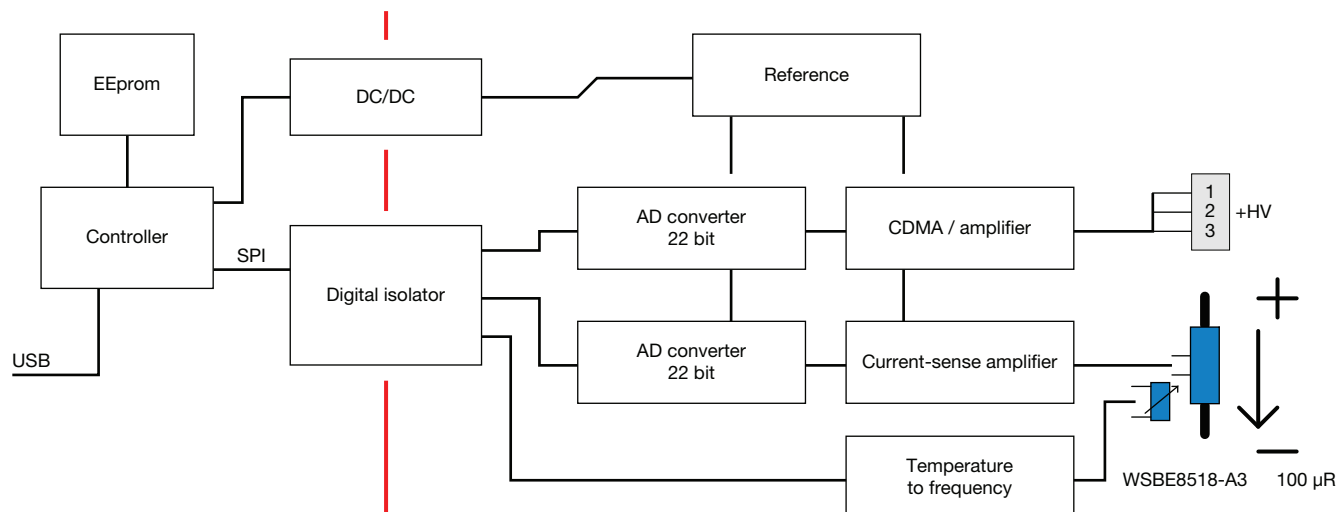 EEprom
DC/DC
Reference
Controller
SPI
USB
Digital isolator
AD converter
22 bit
CDMA / amplifier
1
2
3
+HV
AD converter
22 bit
Current-sense amplifier
+
Temperature
to frequency
WSBE8518-A3
100 µR